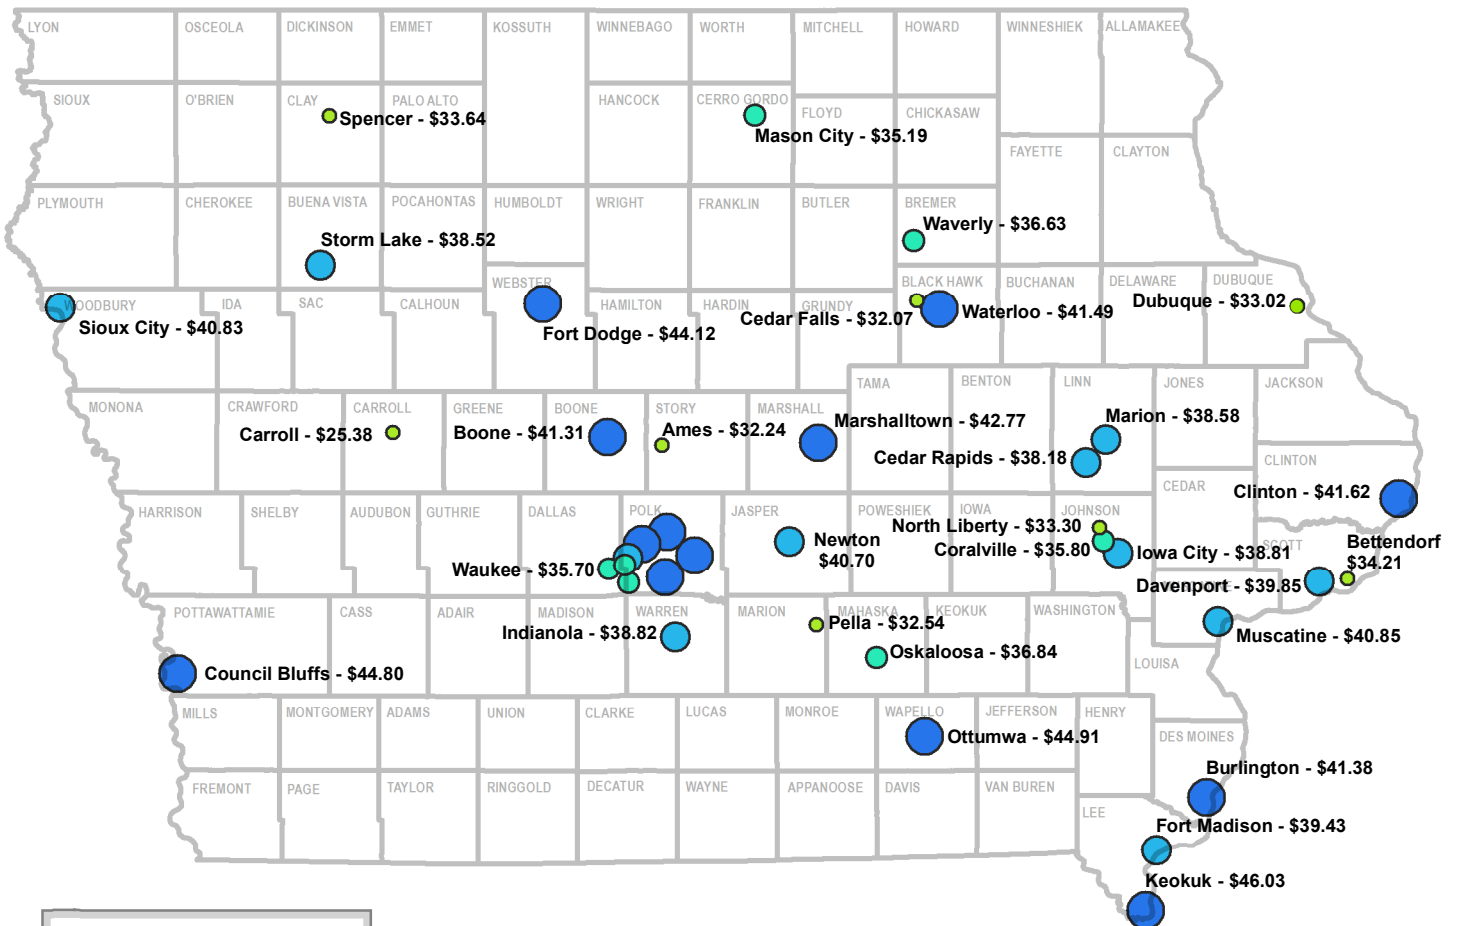 LYON OSCEOLA DICKINSON EMMET KOSSUTH WINNEBAGO WORTH MITCHELL HOWARD WINNESHIEK ALLAMAKEE
SIOUX O'BRIEN CLAY PALO ALTO HANCOCK CERRO GORDO FLOYD CHICKASAW
Spencer - $33.64
Mason City - $35.19
FAYETTE CLAYTON
PLYMOUTH CHEROKEE BUENA VISTA POCAHONTAS HUMBOLDT WRIGHT FRANKLIN BUTLER BREMER
Waverly - $36.63
Storm Lake - $38.52
WEBSTER BLACK HAWK BUCHANAN DELAWARE DUBUQUE
WOODBURY IDA SAC CALHOUN HAMILTON HARDIN GRUNDY
Dubuque - $33.02
Cedar Falls - $32.07
Waterloo - $41.49
Sioux City - $40.83
Fort Dodge - $44.12
TAMA BENTON LINN JONES JACKSON
MONONA CRAWFORD CARROLL GREENE BOONE STORY MARSHALL
Marion - $38.58
Marshalltown - $42.77
Carroll - $25.38
Boone - $41.31
Ames - $32.24
Cedar Rapids - $38.18
CLINTON
CEDAR
Clinton - $41.62
HARRISON SHELBY AUDUBON GUTHRIE DALLAS POLK JASPER POWESHIEK IOWA JOHNSON
North Liberty - $33.30
Newton
$40.70
Coralville - $35.80
Iowa City - $38.81
SCOTT
Bettendorf
$34.21
Waukee - $35.70
Davenport - $39.85
POTTAWATTAMIE CASS ADAIR MADISON WARREN MARION MAHASKA KEOKUK WASHINGTON
Pella - $32.54
Indianola - $38.82
Muscatine - $40.85
Oskaloosa - $36.84
LOUISA
Council Bluffs - $44.80
MILLS MONTGOMERY ADAMS UNION CLARKE LUCAS MONROE WAPELLO JEFFERSON HENRY
DES MOINES
Ottumwa - $44.91
Burlington - $41.38
FREMONT PAGE TAYLOR RINGGOLD DECATUR WAYNE APPANOOSE DAVIS VAN BUREN
LEE
Fort Madison - $39.43
Keokuk - $46.03